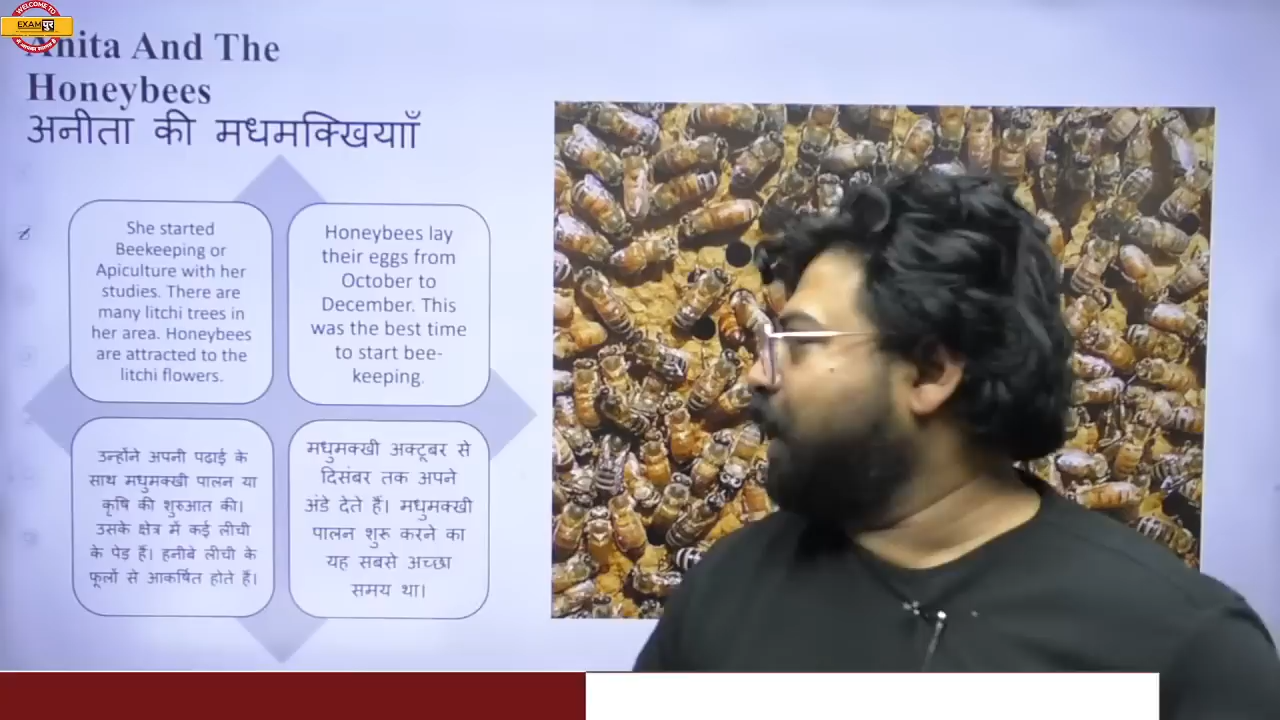 WELCOME TO
EXAM पुर
Anita And The
Honeybees
अनीता की मधमक्खियााँ
She started
Beekeeping or
Apiculture with her
studies. There are
many litchi trees in
her area. Honeybees
are attracted to the
litchi flowers.
Honeybees lay
their eggs from
October to
December. This
was the best time
to start bee-
keeping.
उन्होंने अपनी पढाई के
साथ मधुमक्खी पालन या
कृषि की शुरुआत की।
उसके क्षेत्र में कई लीची
के पेड़ हैं। हनीबे लीची के
फूलों से आकर्षित होते हैं।
मधुमक्खी अक्टूबर से
दिसंबर तक अपने
अंडे देते हैं। मधुमक्खी
पालन शुरू करने का
यह सबसे अच्छा
समय था।